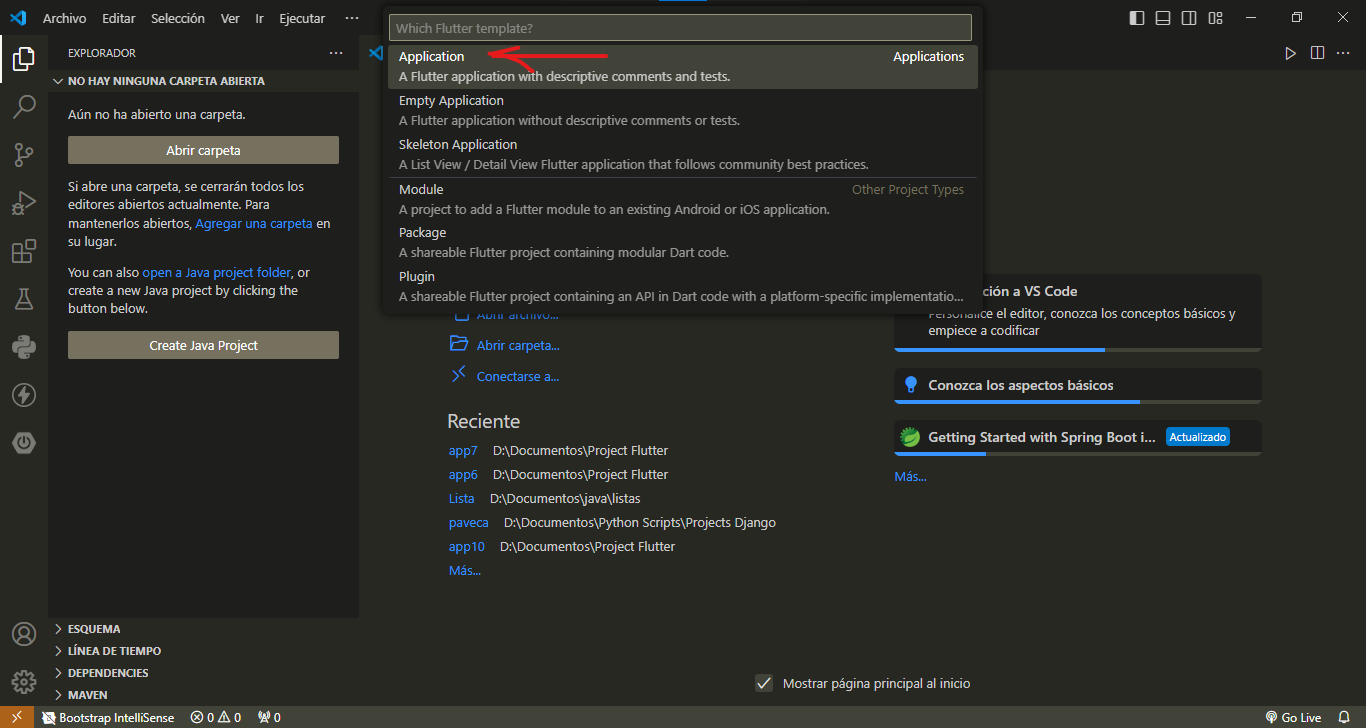 Archivo Editar Selección Ver Ir Ejecutar ···
Which Flutter template?
Application Applications
A Flutter application with descriptive comments and tests.
Empty Application
A Flutter application without descriptive comments or tests.
Skeleton Application
A List View / Detail View Flutter application that follows community best practices.
Module Other Project Types
A project to add a Flutter module to an existing Android or iOS application.
Package
A shareable Flutter project containing modular Dart code.
Plugin
A shareable Flutter project containing an API in Dart code with a platform-specific implementatio...
EXPLORADOR ···
NO HAY NINGUNA CARPETA ABIERTA
Aún no ha abierto una carpeta.
Abrir carpeta
Si abre una carpeta, se cerrarán todos los
editores abiertos actualmente. Para
mantenerlos abiertos, Agregar una carpeta en
su lugar.
You can also open a Java project folder, or
create a new Java project by clicking the
button below.
Create Java Project
ESQUEMA
LÍNEA DE TIEMPO
DEPENDENCIES
MAVEN
Abrir archivo...
Abrir carpeta...
Conectarse a...
Reciente
app7 D:\Documentos\Project Flutter
app6 D:\Documentos\Project Flutter
Lista D:\Documentos\java\listas
paveca D:\Documentos\Python Scripts\Projects Django
app10 D:\Documentos\Project Flutter
Más...
ción a VS Code
Personalice el editor, conozca los conceptos básicos y
empiece a codificar
Conozca los aspectos básicos
Getting Started with Spring Boot i... Actualizado
Más...
Mostrar página principal al inicio
Bootstrap IntelliSense 0 0 0 Go Live